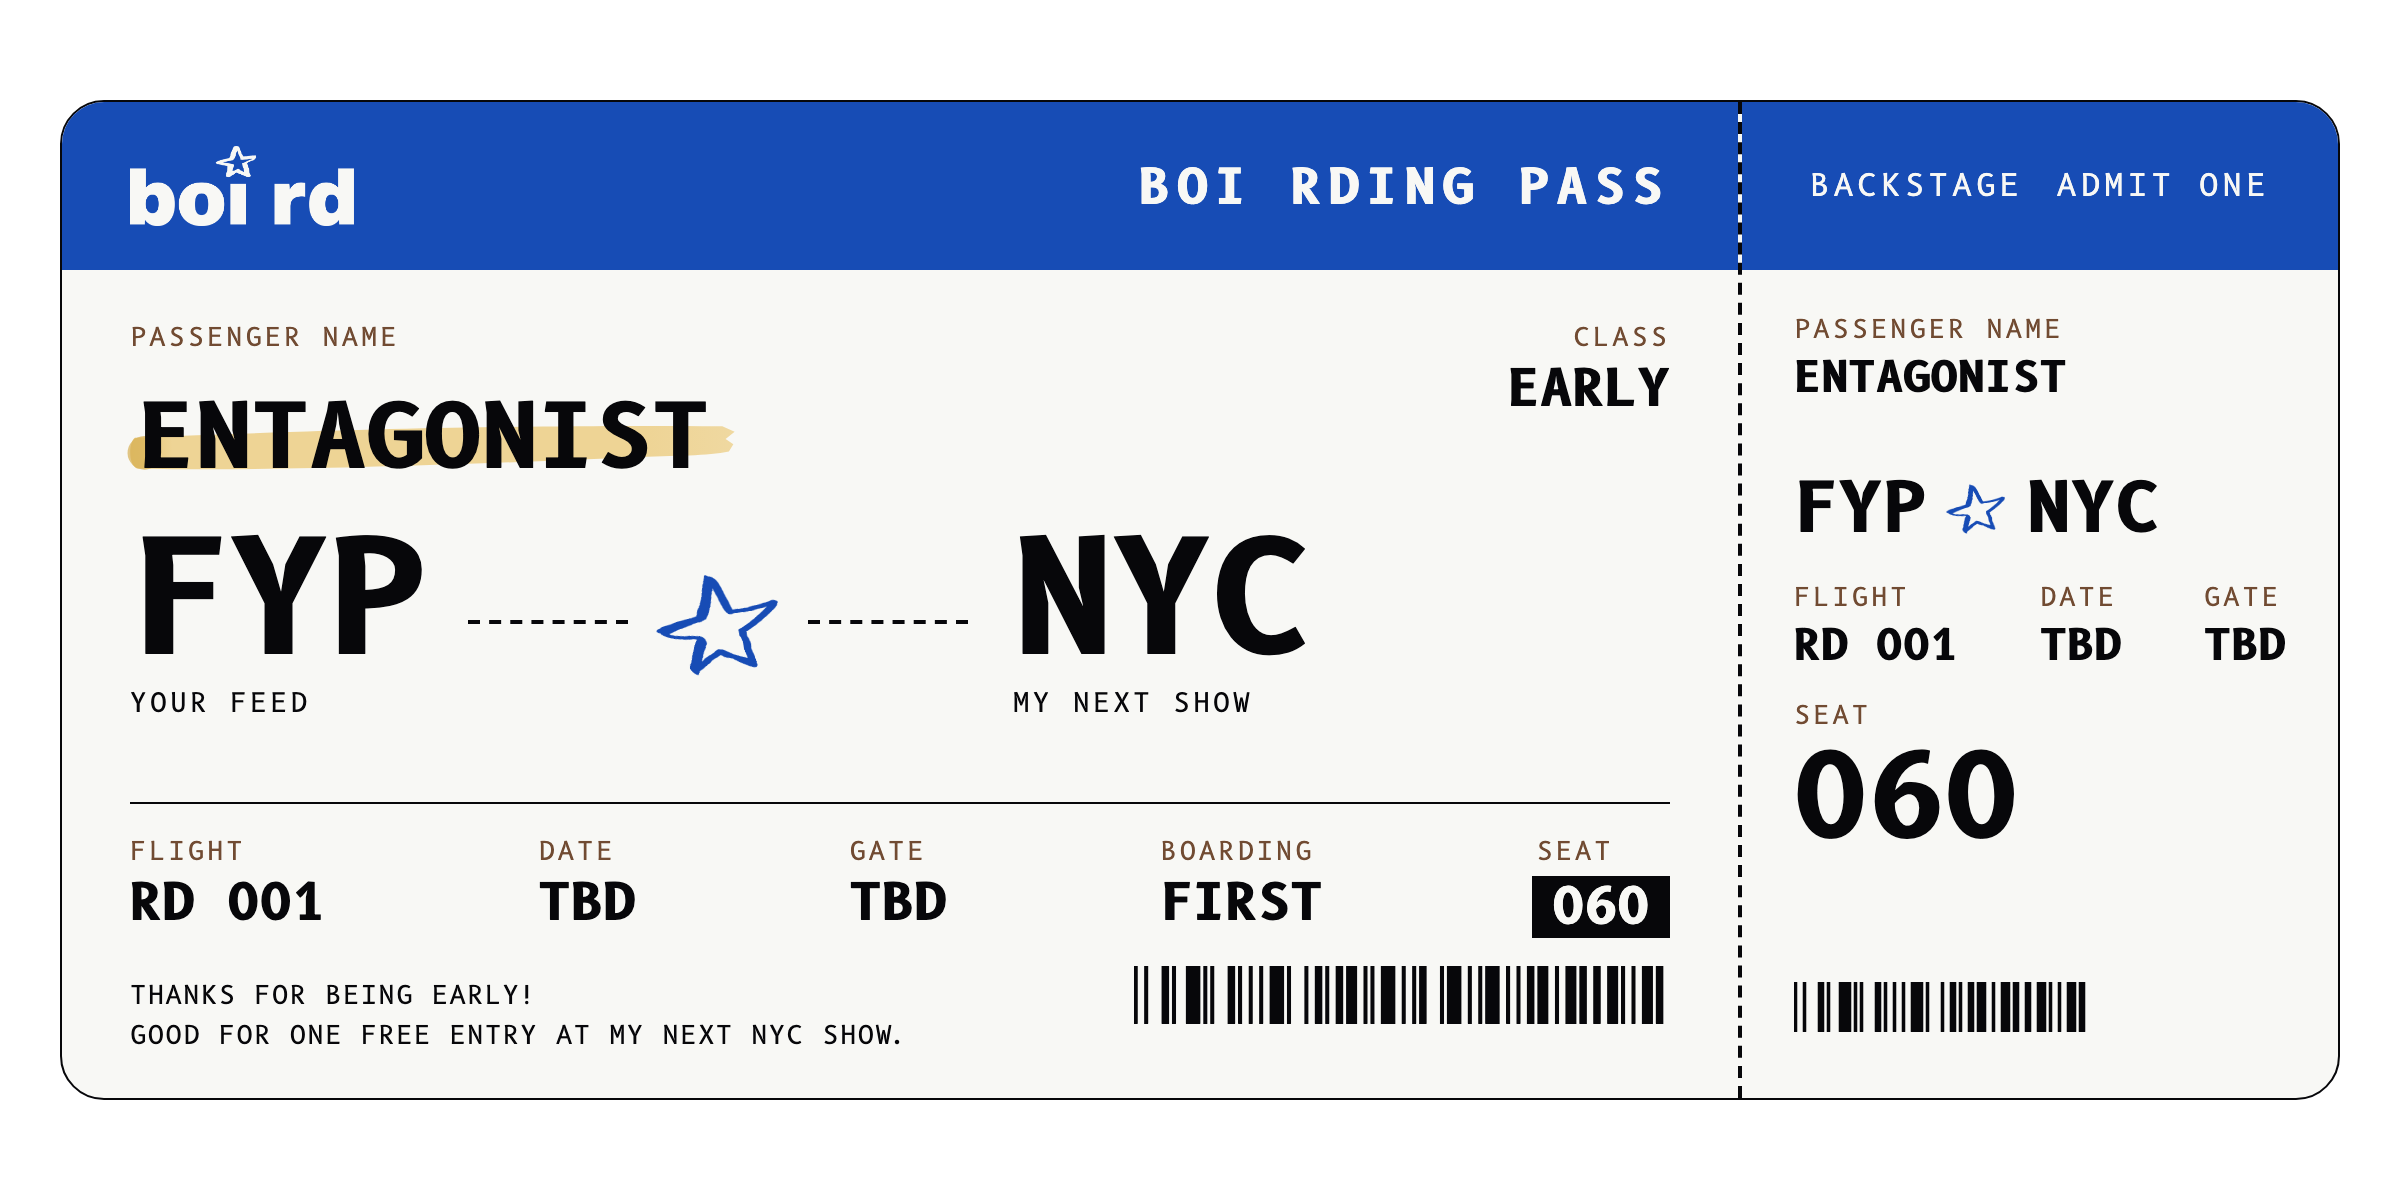 boi rd
BOI RDING PASS
PASSENGER NAME
CLASS
EARLY
ENTAGONIST
FYP
NYC
YOUR FEED
MY NEXT SHOW
FLIGHT
DATE
GATE
BOARDING
SEAT
RD 001
TBD
TBD
FIRST
060
THANKS FOR BEING EARLY!
GOOD FOR ONE FREE ENTRY AT MY NEXT NYC SHOW.
BACKSTAGE ADMIT ONE
PASSENGER NAME
ENTAGONIST
FYP NYC
FLIGHT DATE GATE
RD 001 TBD TBD
SEAT
060